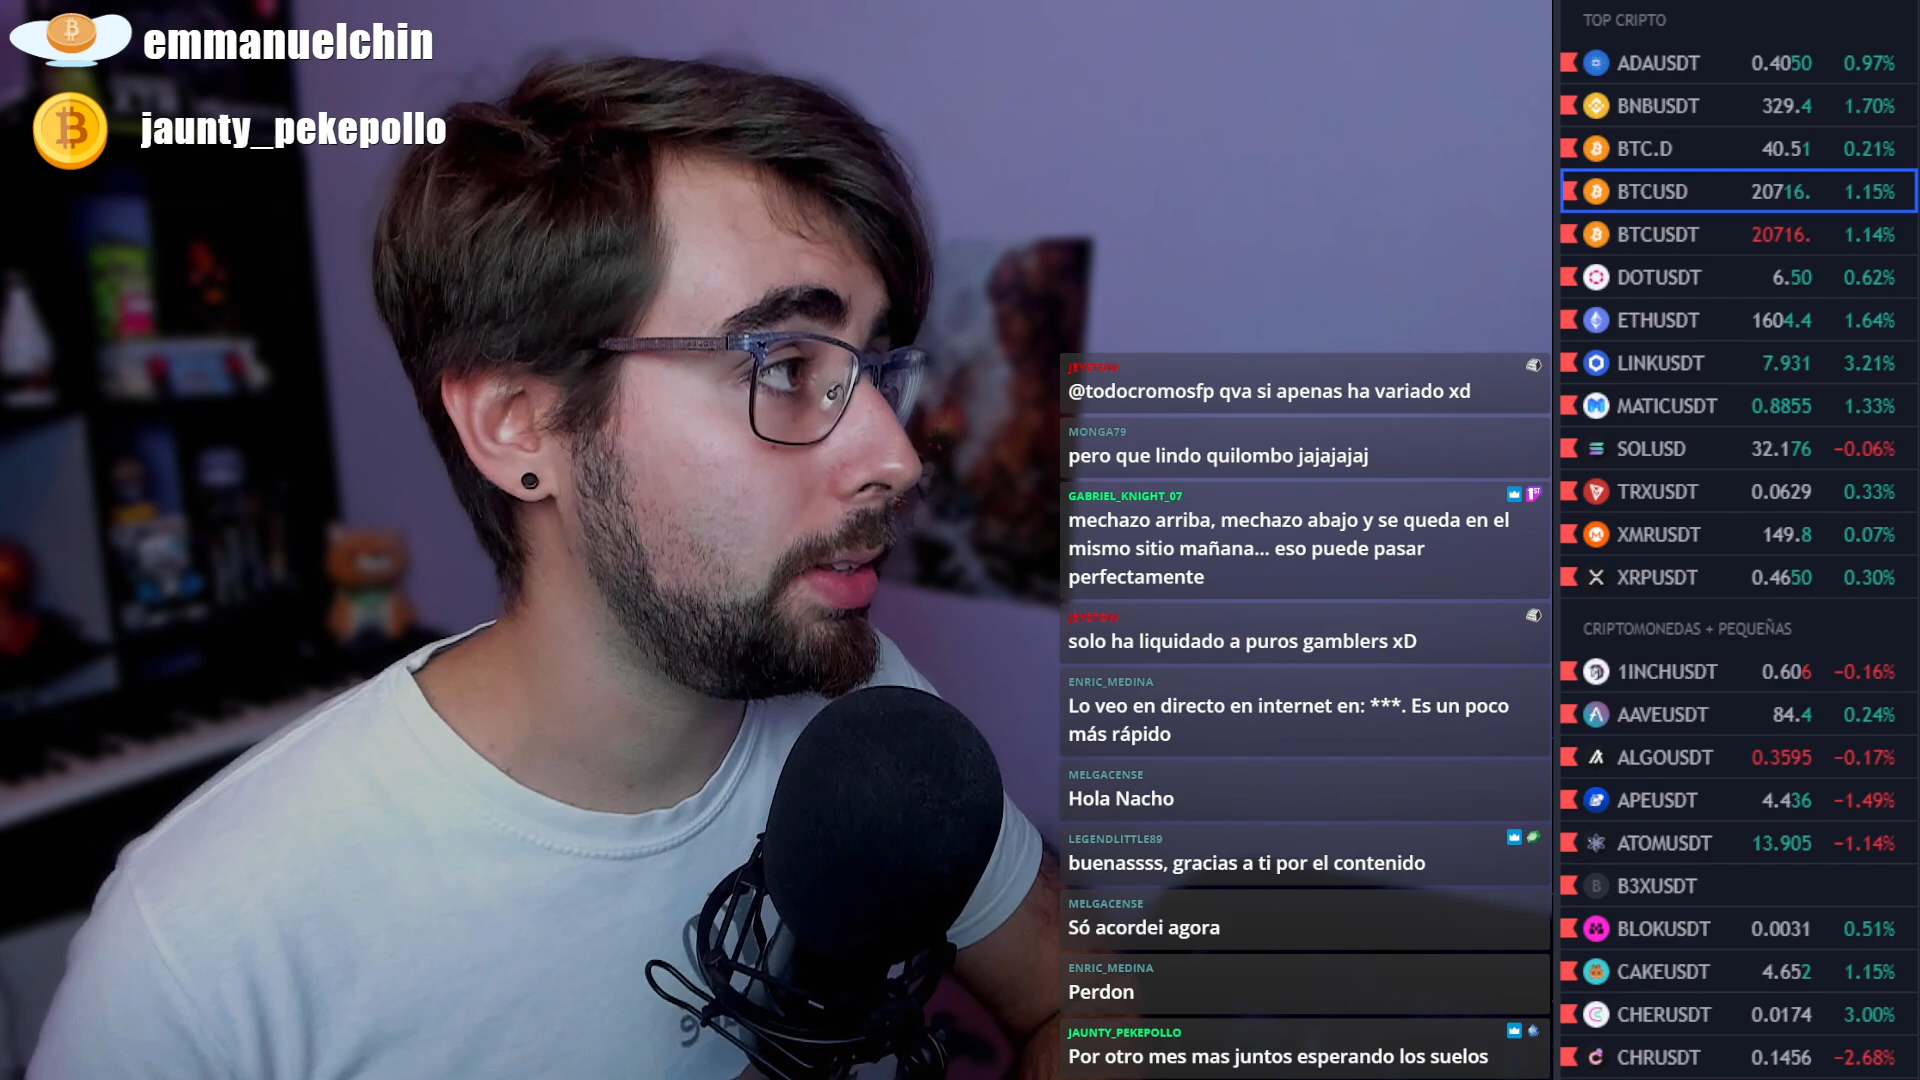 emmanuelchin
jaunty_pekepollo
JEYSTOW
@todocromosfp qva si apenas ha variado xd
MONGA79
pero que lindo quilombo jajajajaj
GABRIEL_KNIGHT_07
mechazo arriba, mechazo abajo y se queda en el
mismo sitio mañana... eso puede pasar
perfectamente
JEYSTOW
solo ha liquidado a puros gamblers xD
ENRIC_MEDINA
Lo veo en directo en internet en: ***. Es un poco
más rápido
MELGACENSE
Hola Nacho
LEGENDLITTLE89
buenassss, gracias a ti por el contenido
MELGACENSE
Só acordei agora
ENRIC_MEDINA
Perdon
JAUNTY_PEKEPOLLO
Por otro mes mas juntos esperando los suelos
TOP CRIPTO
ADAUSDT 0.4050 0.97%
BNBUSDT 329.4 1.70%
BTC.D 40.51 0.21%
BTCUSD 20716. 1.15%
BTCUSDT 20716. 1.14%
DOTUSDT 6.50 0.62%
ETHUSDT 1604.4 1.64%
LINKUSDT 7.931 3.21%
MATICUSDT 0.8855 1.33%
SOLUSD 32.176 −0.06%
TRXUSDT 0.0629 0.33%
XMRUSDT 149.8 0.07%
XRPUSDT 0.4650 0.30%
CRIPTOMONEDAS + PEQUEÑAS
1INCHUSDT 0.606 −0.16%
AAVEUSDT 84.4 0.24%
ALGOUSDT 0.3595 −0.17%
APEUSDT 4.436 −1.49%
ATOMUSDT 13.905 −1.14%
B3XUSDT
BLOKUSDT 0.0031 0.51%
CAKEUSDT 4.652 1.15%
CHERUSDT 0.0174 3.00%
CHRUSDT 0.1456 −2.68%